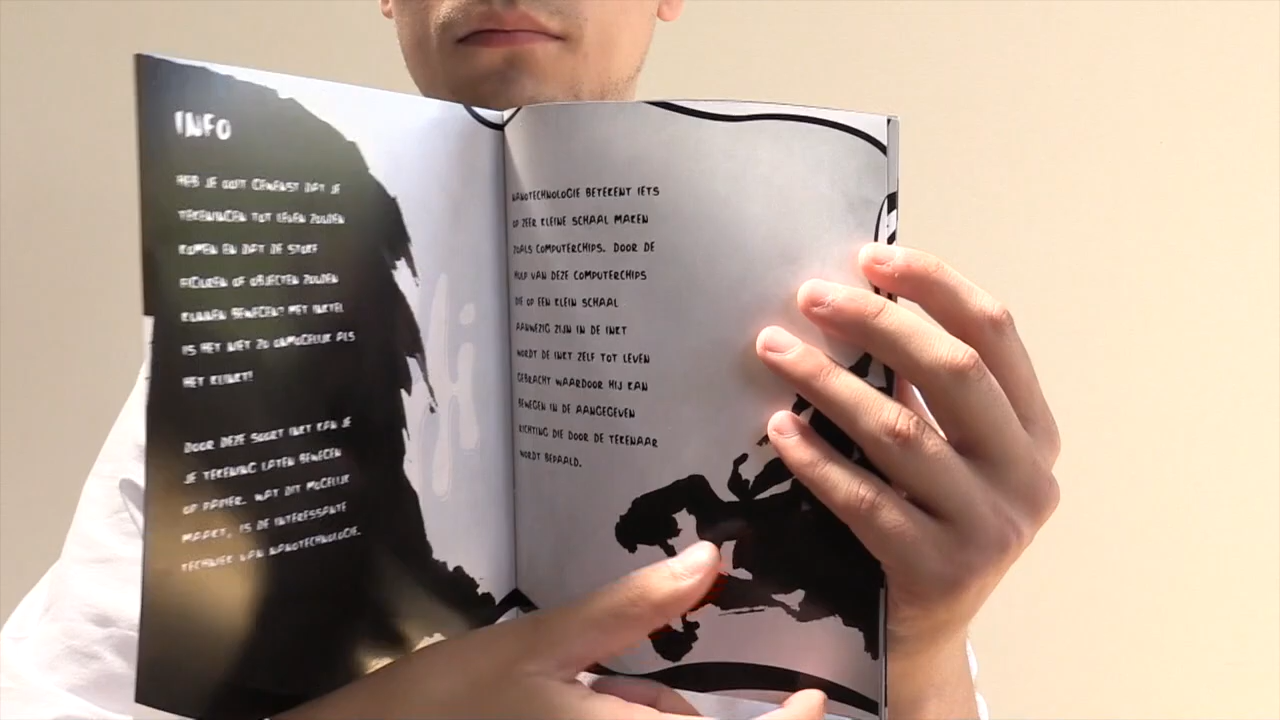 INFO
HEB JE OOIT GEWENST DAT JE
TEKENINGEN TOT LEVEN ZOUDEN
KOMEN EN DAT DE STOFF
FIGUREN OF OBJECTEN ZOUDEN
KUNNEN BEWEGEN? MET INKTEL
IS HET NIET ZO ONMOGELIJK ALS
HET KLINKT!
DOOR DEZE SOORT INKT KAN JE
JE TEKENING LATEN BEWEGEN
OP PAPIER. WAT DIT MOGELIJK
MAAKT, IS DE INTERESSANTE
TECHNIEK VAN NANOTECHNOLOGIE.
NANOTECHNOLOGIE BETEKENT IETS
OP ZEER KLEINE SCHAAL MAKEN
ZOALS COMPUTERCHIPS. DOOR DE
HULP VAN DEZE COMPUTERCHIPS
DIE OP EEN KLEIN SCHAAL
AANWEZIG ZIJN IN DE INKT
WORDT DE INKT ZELF TOT LEVEN
GEBRACHT WAARDOOR HIJ KAN
BEWEGEN IN DE AANGEGEVEN
RICHTING DIE DOOR DE TEKENAAR
WORDT BEPAALD.